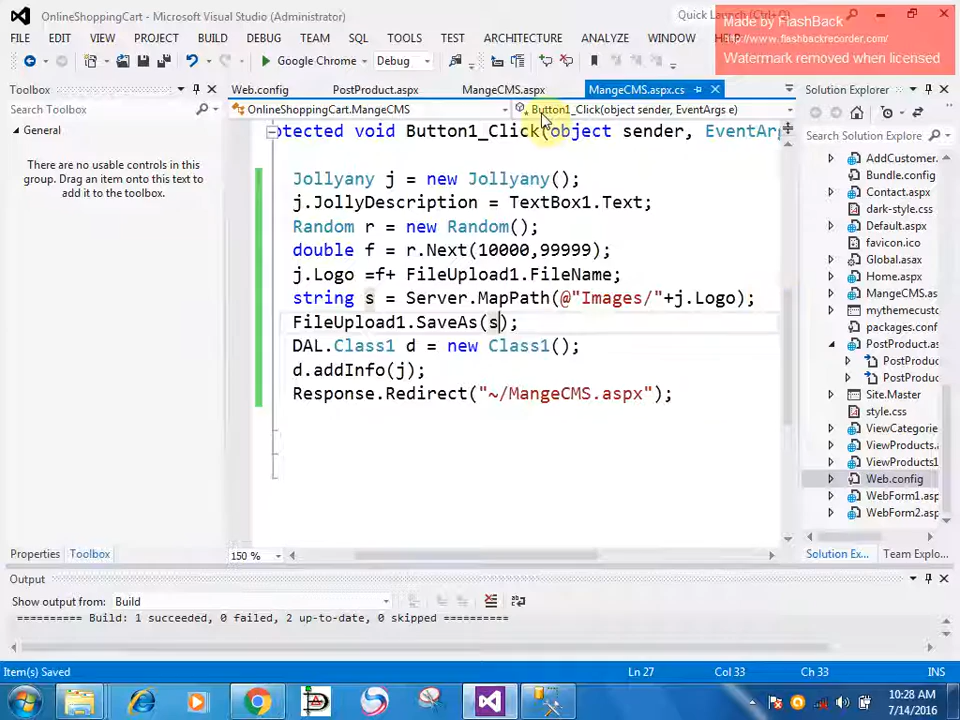 OnlineShoppingCart - Microsoft Visual Studio (Administrator)
Quick Launch (Ctrl+Q)
Made by FlashBack
http://www.flashbackrecorder.com/
Watermark removed when licensed
FILE EDIT VIEW PROJECT BUILD DEBUG TEAM SQL TOOLS TEST ARCHITECTURE ANALYZE WINDOW
Google Chrome Debug
Toolbox
Search Toolbox
General
There are no usable controls in this
group. Drag an item onto this text to
add it to the toolbox.
Properties Toolbox
Web.config PostProduct.aspx MangeCMS.aspx MangeCMS.aspx.cs
OnlineShoppingCart.MangeCMS Button1_Click(object sender, EventArgs e)
tected void Button1_Click(object sender, EventArg
Jollyany j = new Jollyany();
j.JollyDescription = TextBox1.Text;
Random r = new Random();
double f = r.Next(10000,99999);
j.Logo =f+ FileUpload1.FileName;
string s = Server.MapPath(@"Images/"+j.Logo);
FileUpload1.SaveAs(s);
DAL.Class1 d = new Class1();
d.addInfo(j);
Response.Redirect("~/MangeCMS.aspx");
150 %
Solution Explorer
Search Solution Explorer
AddCustomer.
Bundle.config
Contact.aspx
dark-style.css
Default.aspx
favicon.ico
Global.asax
Home.aspx
MangeCMS.as
mythemecusto
packages.conf
PostProduct.as
PostProduc
PostProduc
Site.Master
style.css
ViewCategorie
ViewProducts.a
ViewProducts1
Web.config
WebForm1.asp
WebForm2.asp
Solution Ex... Team Explo...
Output
Show output from: Build
========== Build: 1 succeeded, 0 failed, 2 up-to-date, 0 skipped ==========
Item(s) Saved Ln 27 Col 33 Ch 33 INS
10:28 AM
7/14/2016